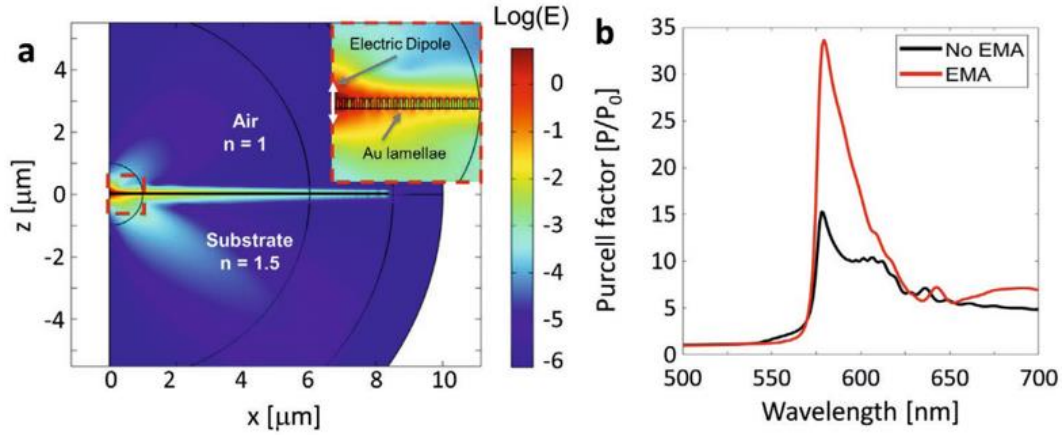 a
Log(E)
b
Electric Dipole
Au lamellae
Air
n = 1
Substrate
n = 1.5
z [μm]
4
2
0
-2
-4
0
2
4
6
8
10
x [μm]
0
-1
-2
-3
-4
-5
-6
Purcell factor [P/P0]
35
30
25
20
15
10
5
0
No EMA
EMA
500
550
600
650
700
Wavelength [nm]